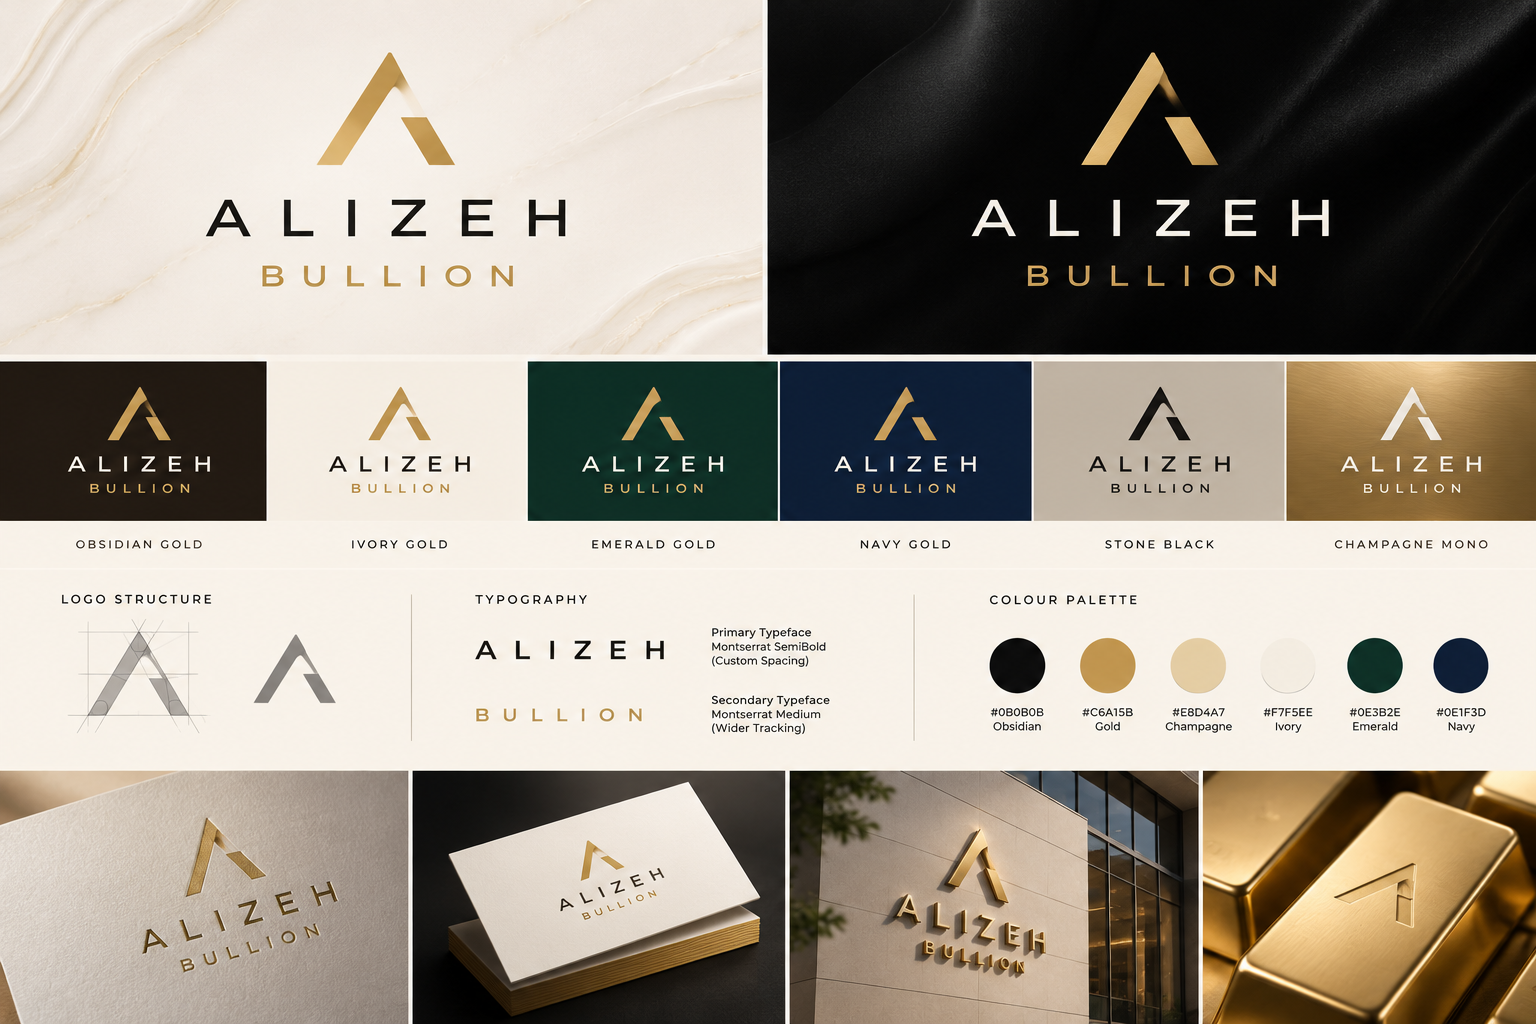 ALIZEH
BULLION
ALIZEH
BULLION
ALIZEH
BULLION
ALIZEH
BULLION
ALIZEH
BULLION
ALIZEH
BULLION
ALIZEH
BULLION
ALIZEH
BULLION
OBSIDIAN GOLD
IVORY GOLD
EMERALD GOLD
NAVY GOLD
STONE BLACK
CHAMPAGNE MONO
LOGO STRUCTURE
TYPOGRAPHY
ALIZEH
Primary Typeface
Montserrat SemiBold
(Custom Spacing)
BULLION
Secondary Typeface
Montserrat Medium
(Wider Tracking)
COLOUR PALETTE
#0B0B0B
Obsidian
#C6A15B
Gold
#E8D4A7
Champagne
#F7F5EE
Ivory
#0E3B2E
Emerald
#0E1F3D
Navy
ALIZEH
BULLION
ALIZEH
BULLION
ALIZEH
BULLION